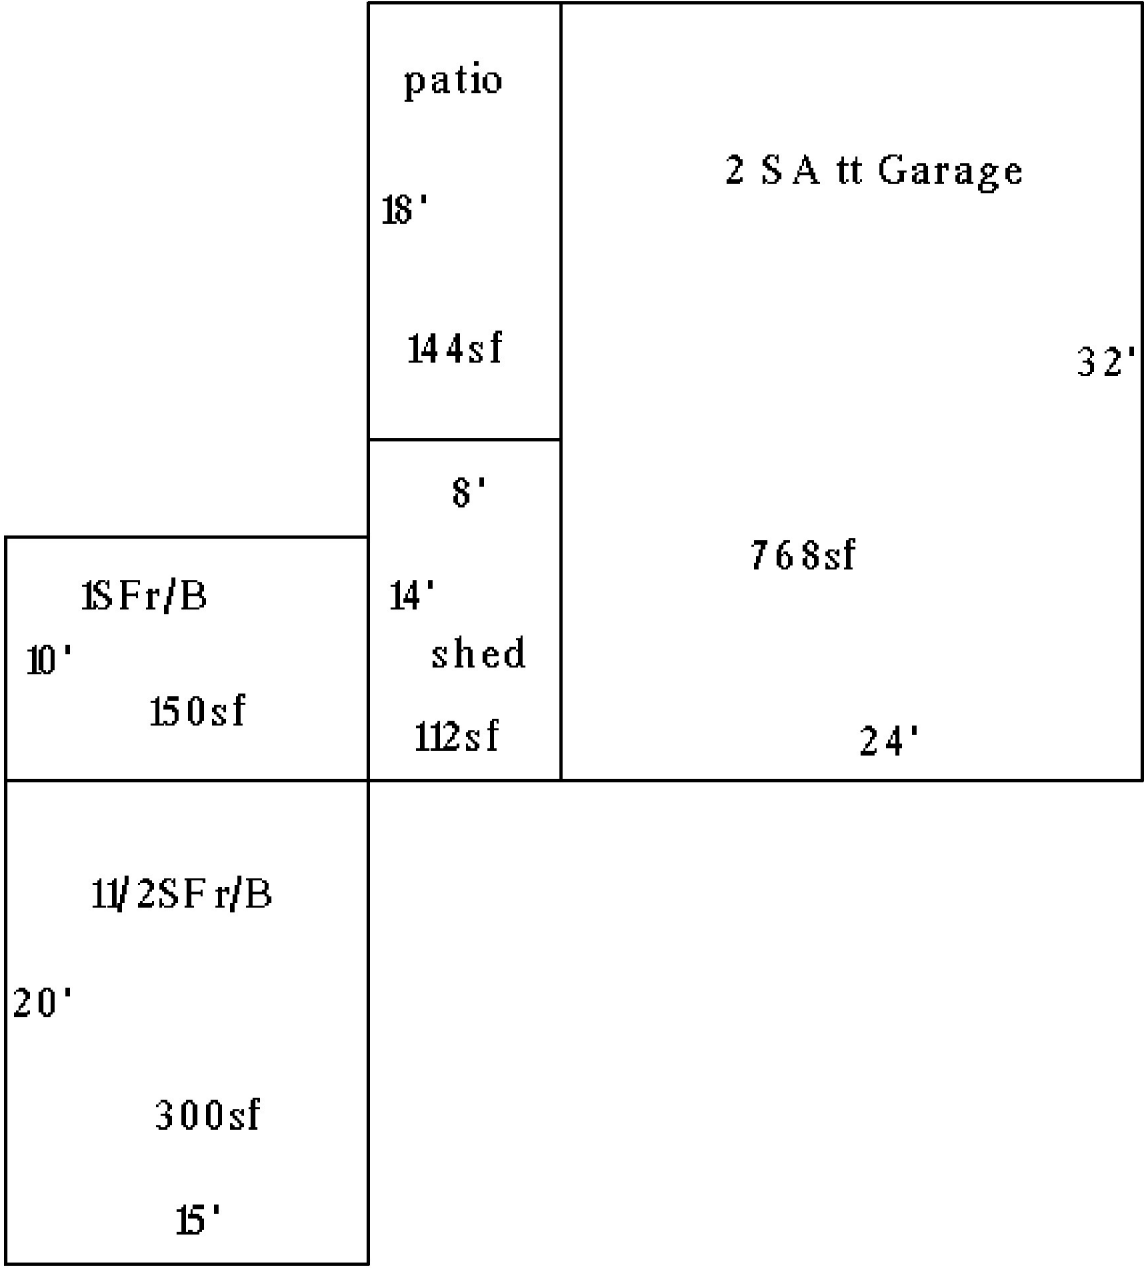 patio
18'
144sf
2 S Att Garage
32'
768sf
24'
8'
14'
shed
112sf
1SFr/B
10'
150sf
11/2SFr/B
20'
300sf
15'